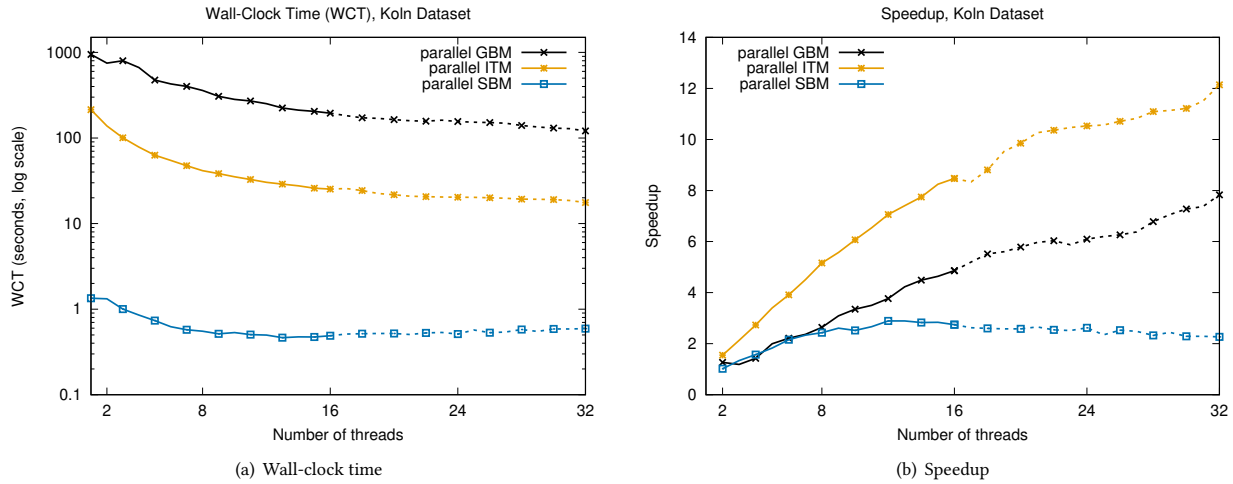 Wall-Clock Time (WCT), Koln Dataset
WCT (seconds, log scale)
1000
100
10
1
0.1
parallel GBM
parallel ITM
parallel SBM
2 8 16 24 32
Number of threads
(a) Wall-clock time
Speedup, Koln Dataset
Speedup
14
12
10
8
6
4
2
0
parallel GBM
parallel ITM
parallel SBM
2 8 16 24 32
Number of threads
(b) Speedup